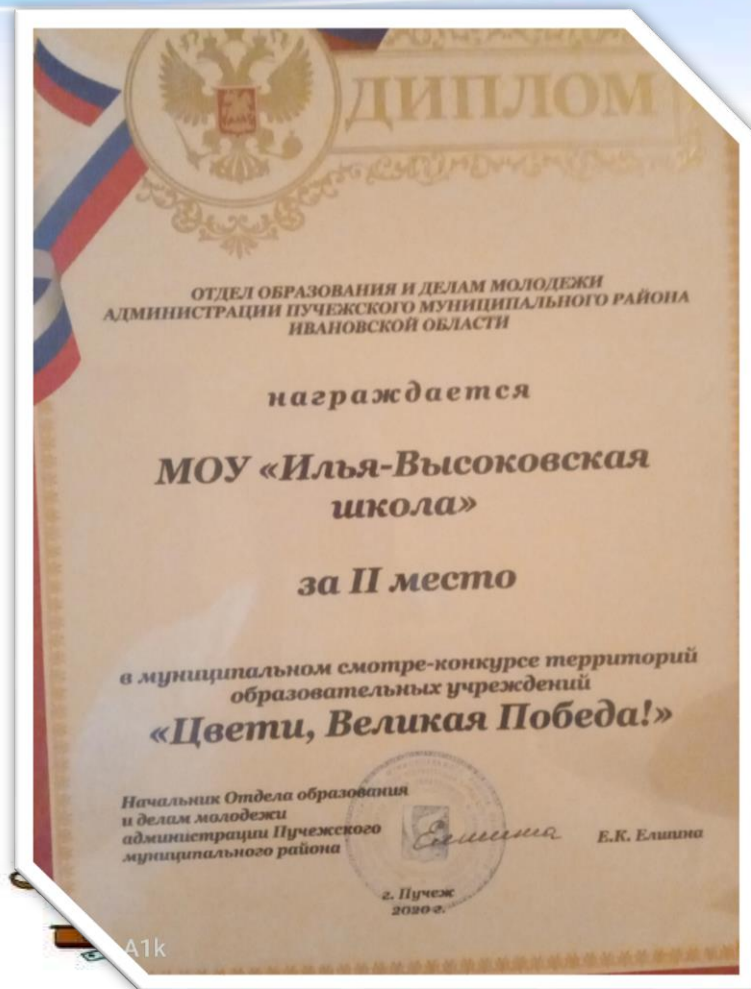 ДИПЛОМ
ОТДЕЛ ОБРАЗОВАНИЯ И ДЕЛАМ МОЛОДЕЖИ
АДМИНИСТРАЦИИ ПУЧЕЖСКОГО МУНИЦИПАЛЬНОГО РАЙОНА
ИВАНОВСКОЙ ОБЛАСТИ
награждается
МОУ «Илья-Высоковская
школа»
за II место
в муниципальном смотре-конкурсе территорий
образовательных учреждений
«Цвети, Великая Победа!»
Начальник Отдела образования
и делам молодежи
администрации Пучежского
муниципального района
Е.К. Елшина
г. Пучеж
2020 г.
A1k